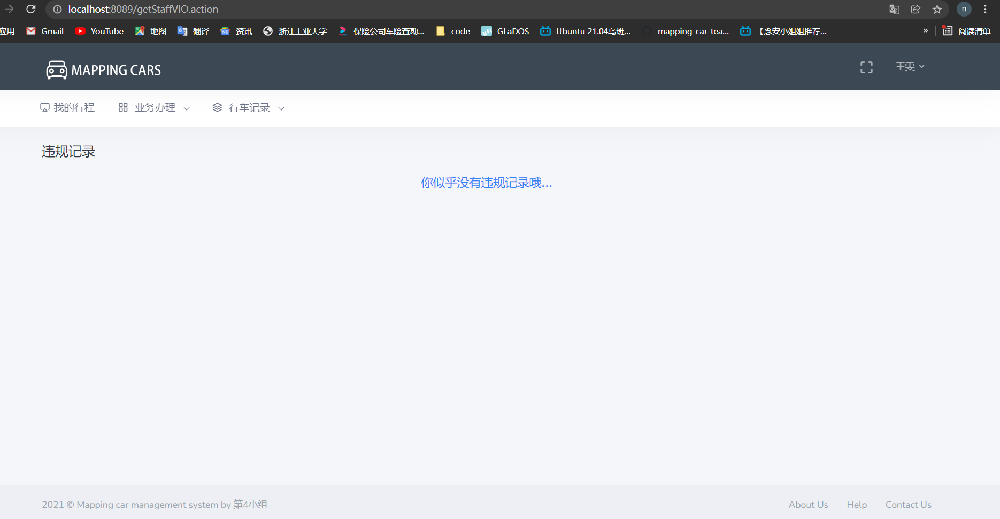 localhost:8089/getStaffVIO.action
n
应用 Gmail YouTube 地图 翻译 资讯 浙江工业大学 保险公司车险查勘... code GLaDOS Ubuntu 21.04乌班... mapping-car-tea... 【念安小姐姐推荐... » 阅读清单
MAPPING CARS
王雯
我的行程 业务办理 行车记录
违规记录
你似乎没有违规记录哦...
2021 © Mapping car management system by 第4小组
About Us Help Contact Us